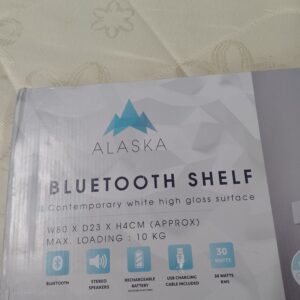 ALASKA
BLUETOOTH SHELF
Contemporary white high gloss surface
W80 X D23 X H4CM (APPROX)
MAX. LOADING : 10 KG
BLUETOOTH
STEREO
SPEAKERS
RECHARGEABLE
BATTERY
USB CHARGING
CABLE INCLUDED
30
WATTS
30 WATTS
RMS